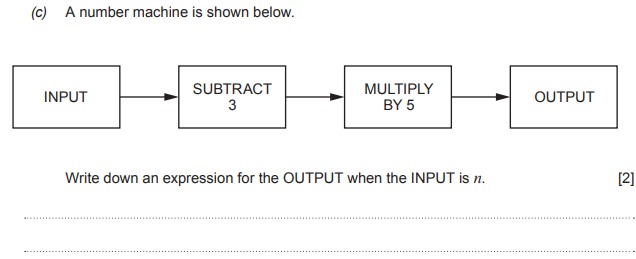 (c) A number machine is shown below.
INPUT
SUBTRACT
3
MULTIPLY
BY 5
OUTPUT
Write down an expression for the OUTPUT when the INPUT is n. [2]